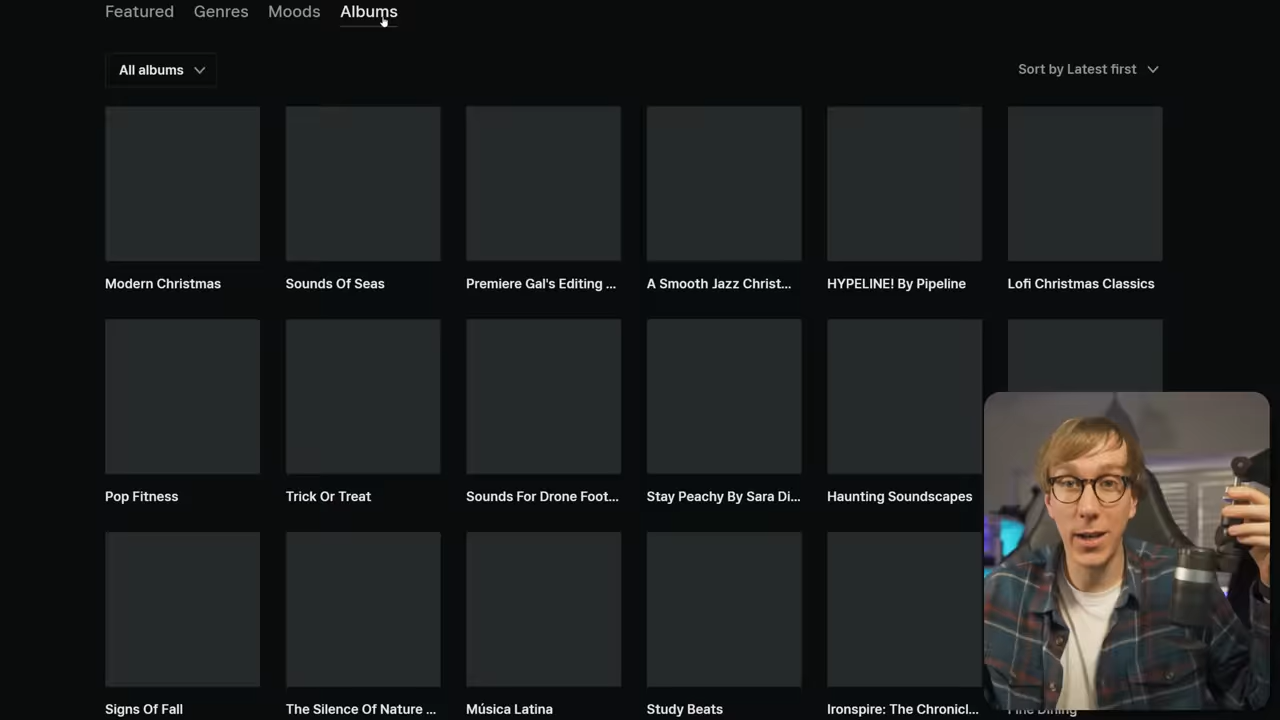 Featured Genres Moods Albums
All albums Sort by Latest first
Modern Christmas Sounds Of Seas Premiere Gal's Editing ... A Smooth Jazz Christ... HYPELINE! By Pipeline Lofi Christmas Classics
Pop Fitness Trick Or Treat Sounds For Drone Foot... Stay Peachy By Sara Di... Haunting Soundscapes
Signs Of Fall The Silence Of Nature ... Música Latina Study Beats Ironspire: The Chronicl... Fine Dining